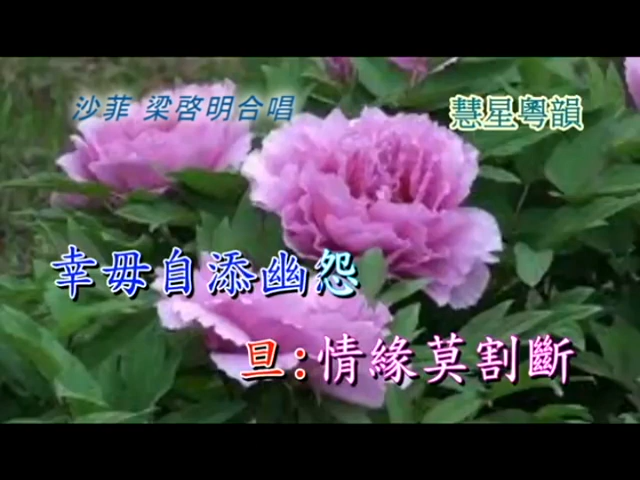 沙菲 梁啓明合唱
慧星粵韻
幸毋自添幽怨
旦:情緣莫割斷